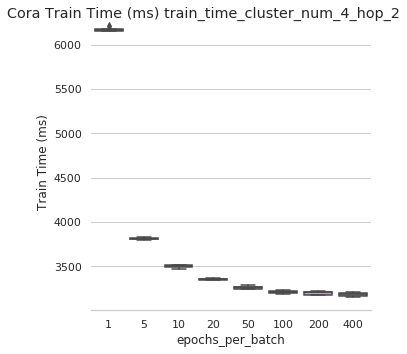 Cora Train Time (ms) train_time_cluster_num_4_hop_2
6000
5500
5000
4500
4000
3500
Train Time (ms)
1 5 10 20 50 100 200 400
epochs_per_batch